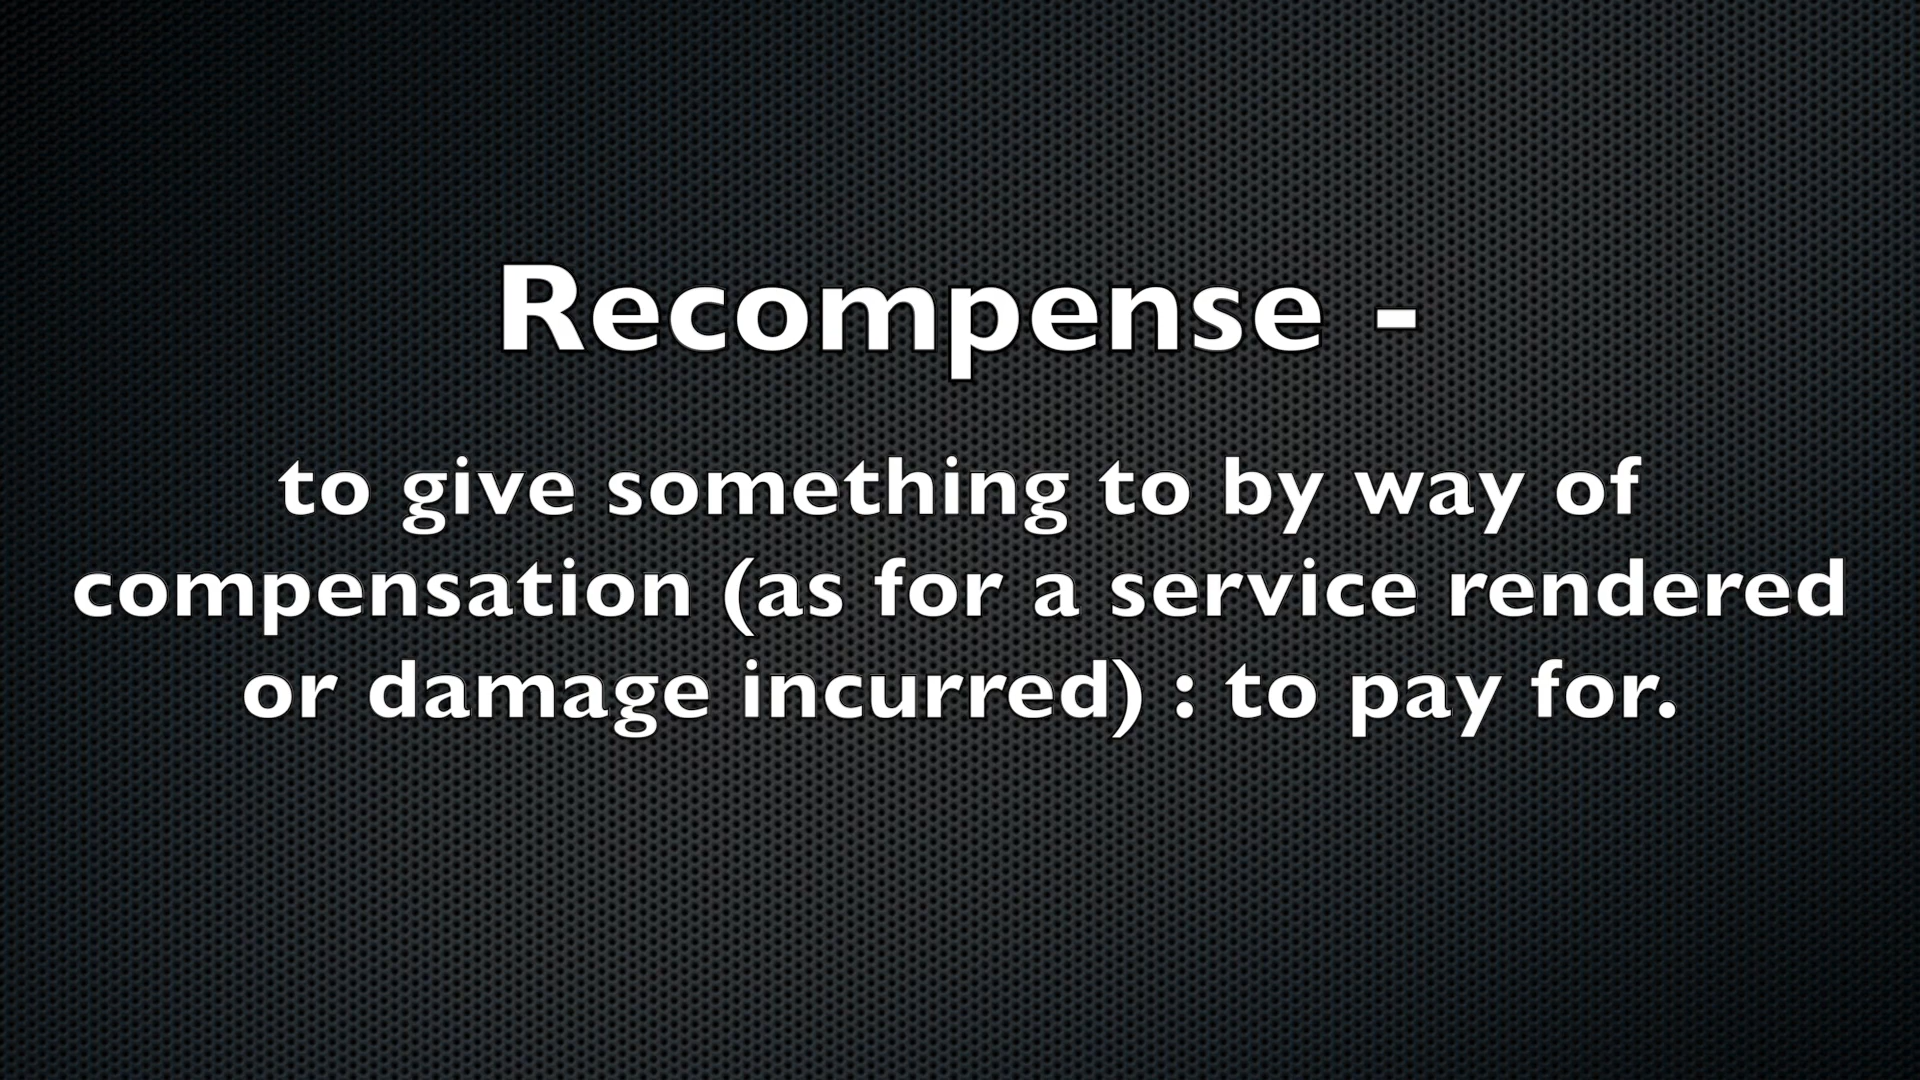 Recompense -
to give something to by way of
compensation (as for a service rendered
or damage incurred) : to pay for.